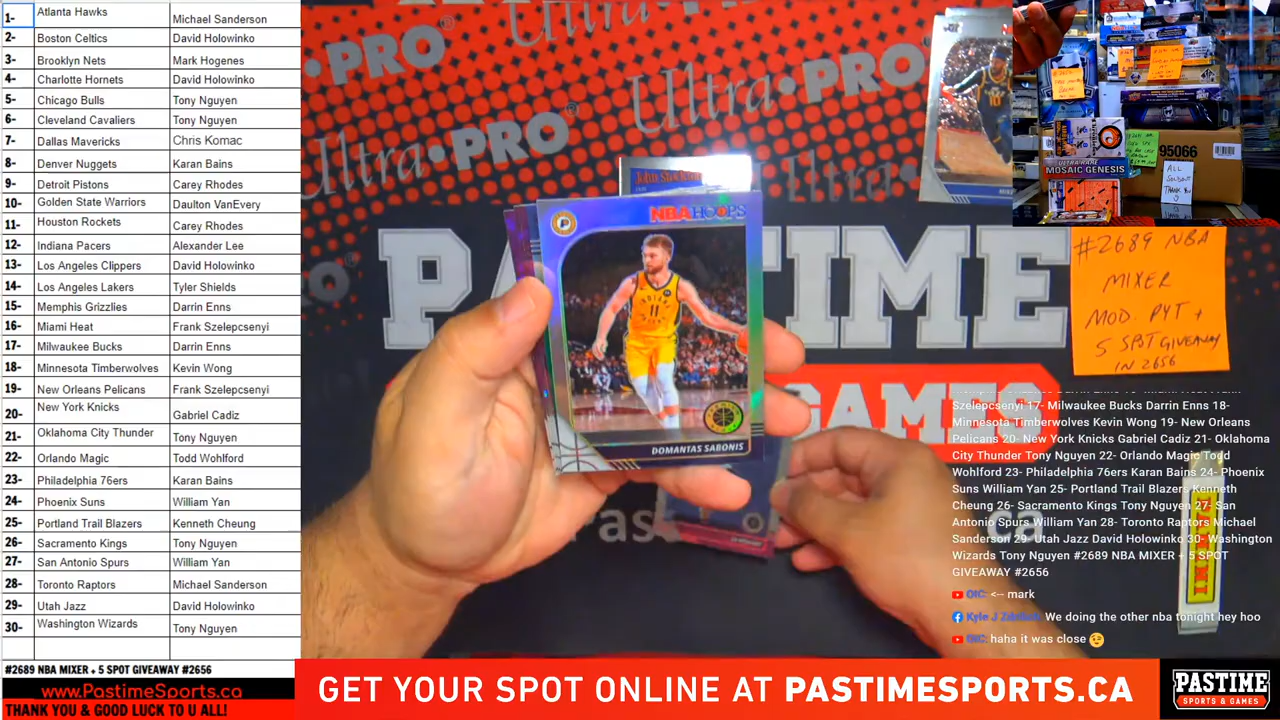 1- Atlanta Hawks Michael Sanderson
2- Boston Celtics David Holowinko
3- Brooklyn Nets Mark Hogenes
4- Charlotte Hornets David Holowinko
5- Chicago Bulls Tony Nguyen
6- Cleveland Cavaliers Tony Nguyen
7- Dallas Mavericks Chris Komac
8- Denver Nuggets Karan Bains
9- Detroit Pistons Carey Rhodes
10- Golden State Warriors Daulton VanEvery
11- Houston Rockets Carey Rhodes
12- Indiana Pacers Alexander Lee
13- Los Angeles Clippers David Holowinko
14- Los Angeles Lakers Tyler Shields
15- Memphis Grizzlies Darrin Enns
16- Miami Heat Frank Szelepcsenyi
17- Milwaukee Bucks Darrin Enns
18- Minnesota Timberwolves Kevin Wong
19- New Orleans Pelicans Frank Szelepcsenyi
20- New York Knicks Gabriel Cadiz
21- Oklahoma City Thunder Tony Nguyen
22- Orlando Magic Todd Wohlford
23- Philadelphia 76ers Karan Bains
24- Phoenix Suns William Yan
25- Portland Trail Blazers Kenneth Cheung
26- Sacramento Kings Tony Nguyen
27- San Antonio Spurs William Yan
28- Toronto Raptors Michael Sanderson
29- Utah Jazz David Holowinko
30- Washington Wizards Tony Nguyen
#2689 NBA MIXER + 5 SPOT GIVEAWAY #2656
www.PastimeSports.ca
THANK YOU & GOOD LUCK TO U ALL!
PRO
Ultra·PRO
PASTIME
GAMES
ca
NBA HOOPS
11
DOMANTAS SABONIS
95066
ULTRA RARE
MOSAIC GENESIS
ALL
SOLD OUT
THANK YOU
#2689 NBA
MIXER
MOD. PYT +
5 SPOT GIVEAWAY
IN 2656
Szelepcsenyi 17- Milwaukee Bucks Darrin Enns 18-
Minnesota Timberwolves Kevin Wong 19- New Orleans
Pelicans 20- New York Knicks Gabriel Cadiz 21- Oklahoma
City Thunder Tony Nguyen 22- Orlando Magic Todd
Wohlford 23- Philadelphia 76ers Karan Bains 24- Phoenix
Suns William Yan 25- Portland Trail Blazers Kenneth
Cheung 26- Sacramento Kings Tony Nguyen 27- San
Antonio Spurs William Yan 28- Toronto Raptors Michael
Sanderson 29- Utah Jazz David Holowinko 30- Washington
Wizards Tony Nguyen #2689 NBA MIXER + 5 SPOT
GIVEAWAY #2656
<-- mark
Kyle J We doing the other nba tonight hey hoo
haha it was close 😉
GET YOUR SPOT ONLINE AT PASTIMESPORTS.CA
PASTIME
SPORTS & GAMES